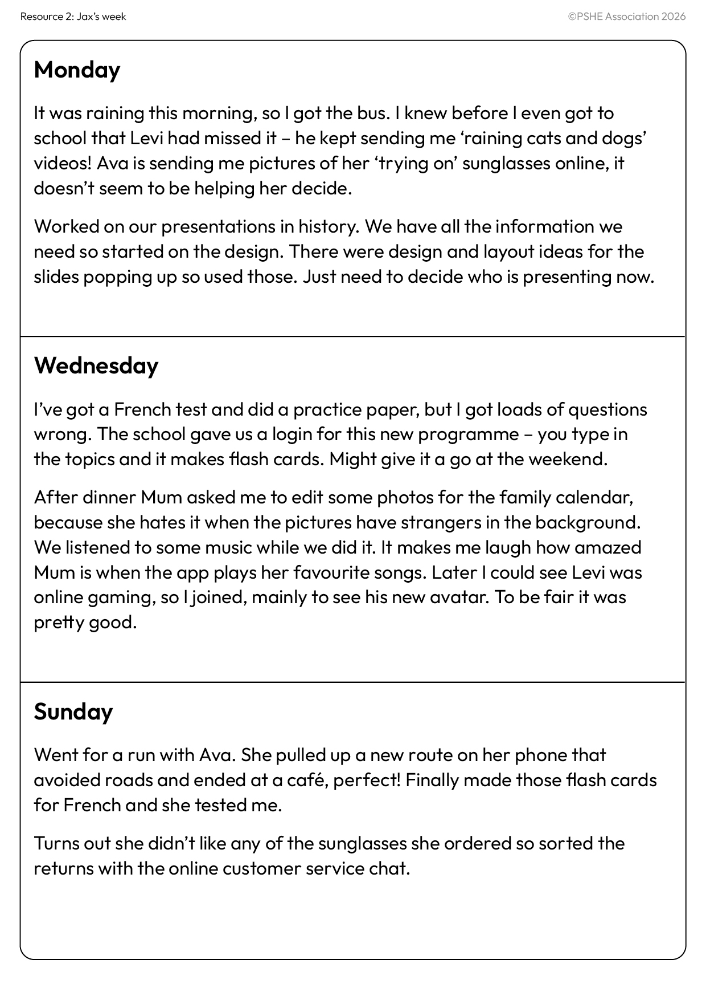 Resource 2: Jax’s week
©PSHE Association 2026
Monday
It was raining this morning, so I got the bus. I knew before I even got to
school that Levi had missed it – he kept sending me ‘raining cats and dogs’
videos! Ava is sending me pictures of her ‘trying on’ sunglasses online, it
doesn’t seem to be helping her decide.
Worked on our presentations in history. We have all the information we
need so started on the design. There were design and layout ideas for the
slides popping up so used those. Just need to decide who is presenting now.
Wednesday
I’ve got a French test and did a practice paper, but I got loads of questions
wrong. The school gave us a login for this new programme – you type in
the topics and it makes flash cards. Might give it a go at the weekend.
After dinner Mum asked me to edit some photos for the family calendar,
because she hates it when the pictures have strangers in the background.
We listened to some music while we did it. It makes me laugh how amazed
Mum is when the app plays her favourite songs. Later I could see Levi was
online gaming, so I joined, mainly to see his new avatar. To be fair it was
pretty good.
Sunday
Went for a run with Ava. She pulled up a new route on her phone that
avoided roads and ended at a café, perfect! Finally made those flash cards
for French and she tested me.
Turns out she didn’t like any of the sunglasses she ordered so sorted the
returns with the online customer service chat.